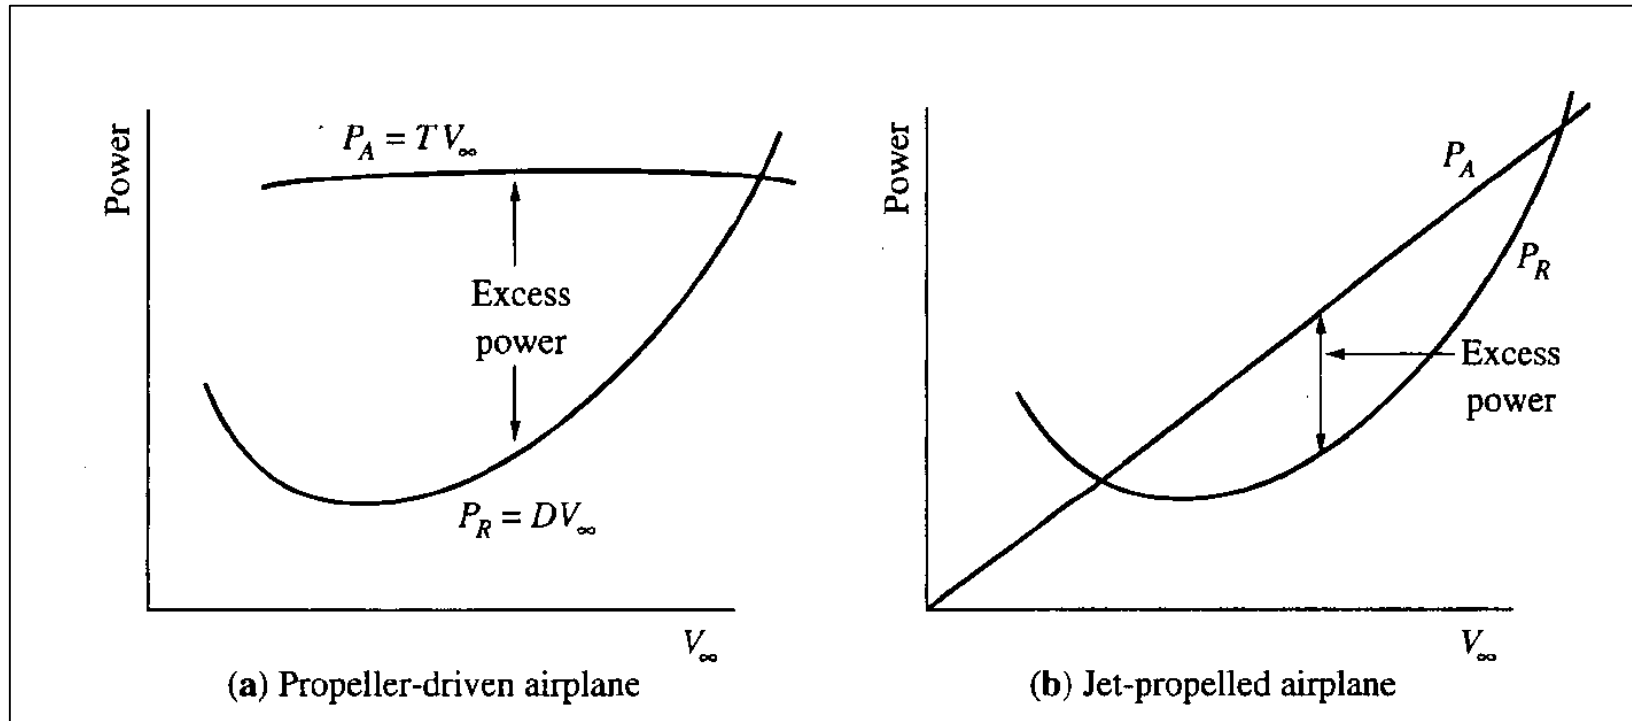 Power
P_A = TV_∞
Excess
power
P_R = DV_∞
V_∞
(a) Propeller-driven airplane
Power
P_A
P_R
Excess
power
V_∞
(b) Jet-propelled airplane